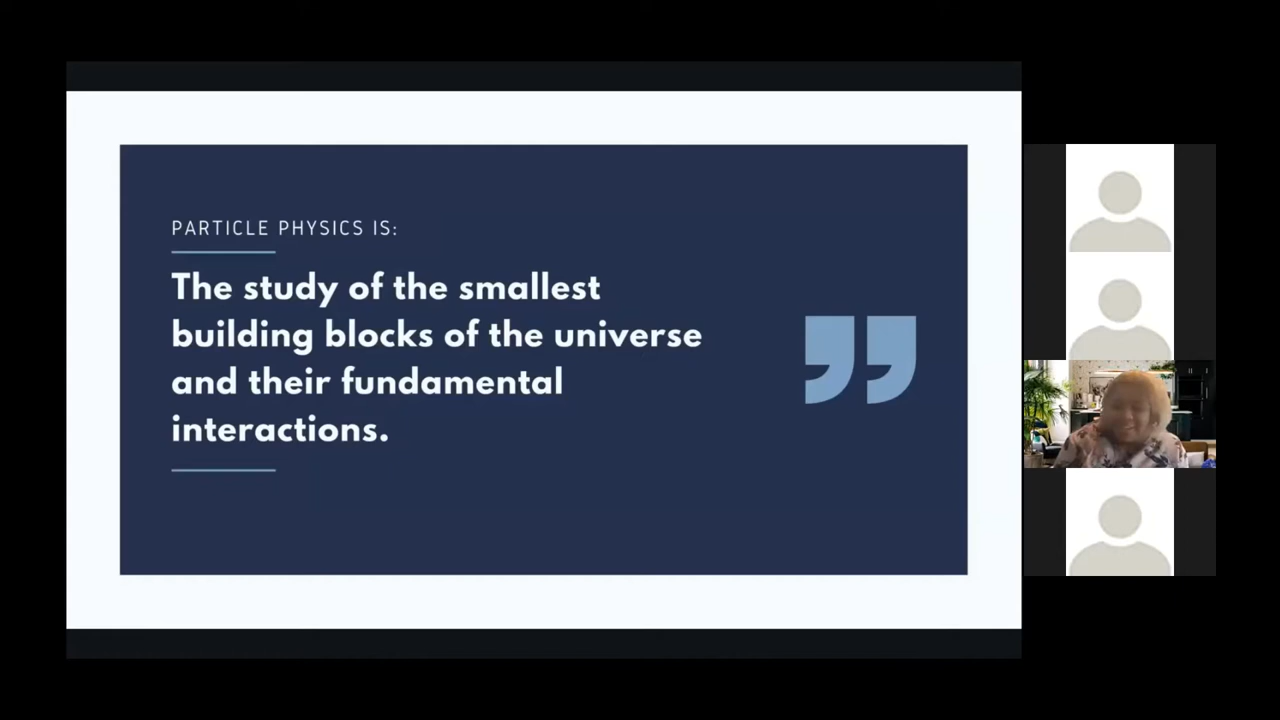 PARTICLE PHYSICS IS:
The study of the smallest
building blocks of the universe
and their fundamental
interactions.
”